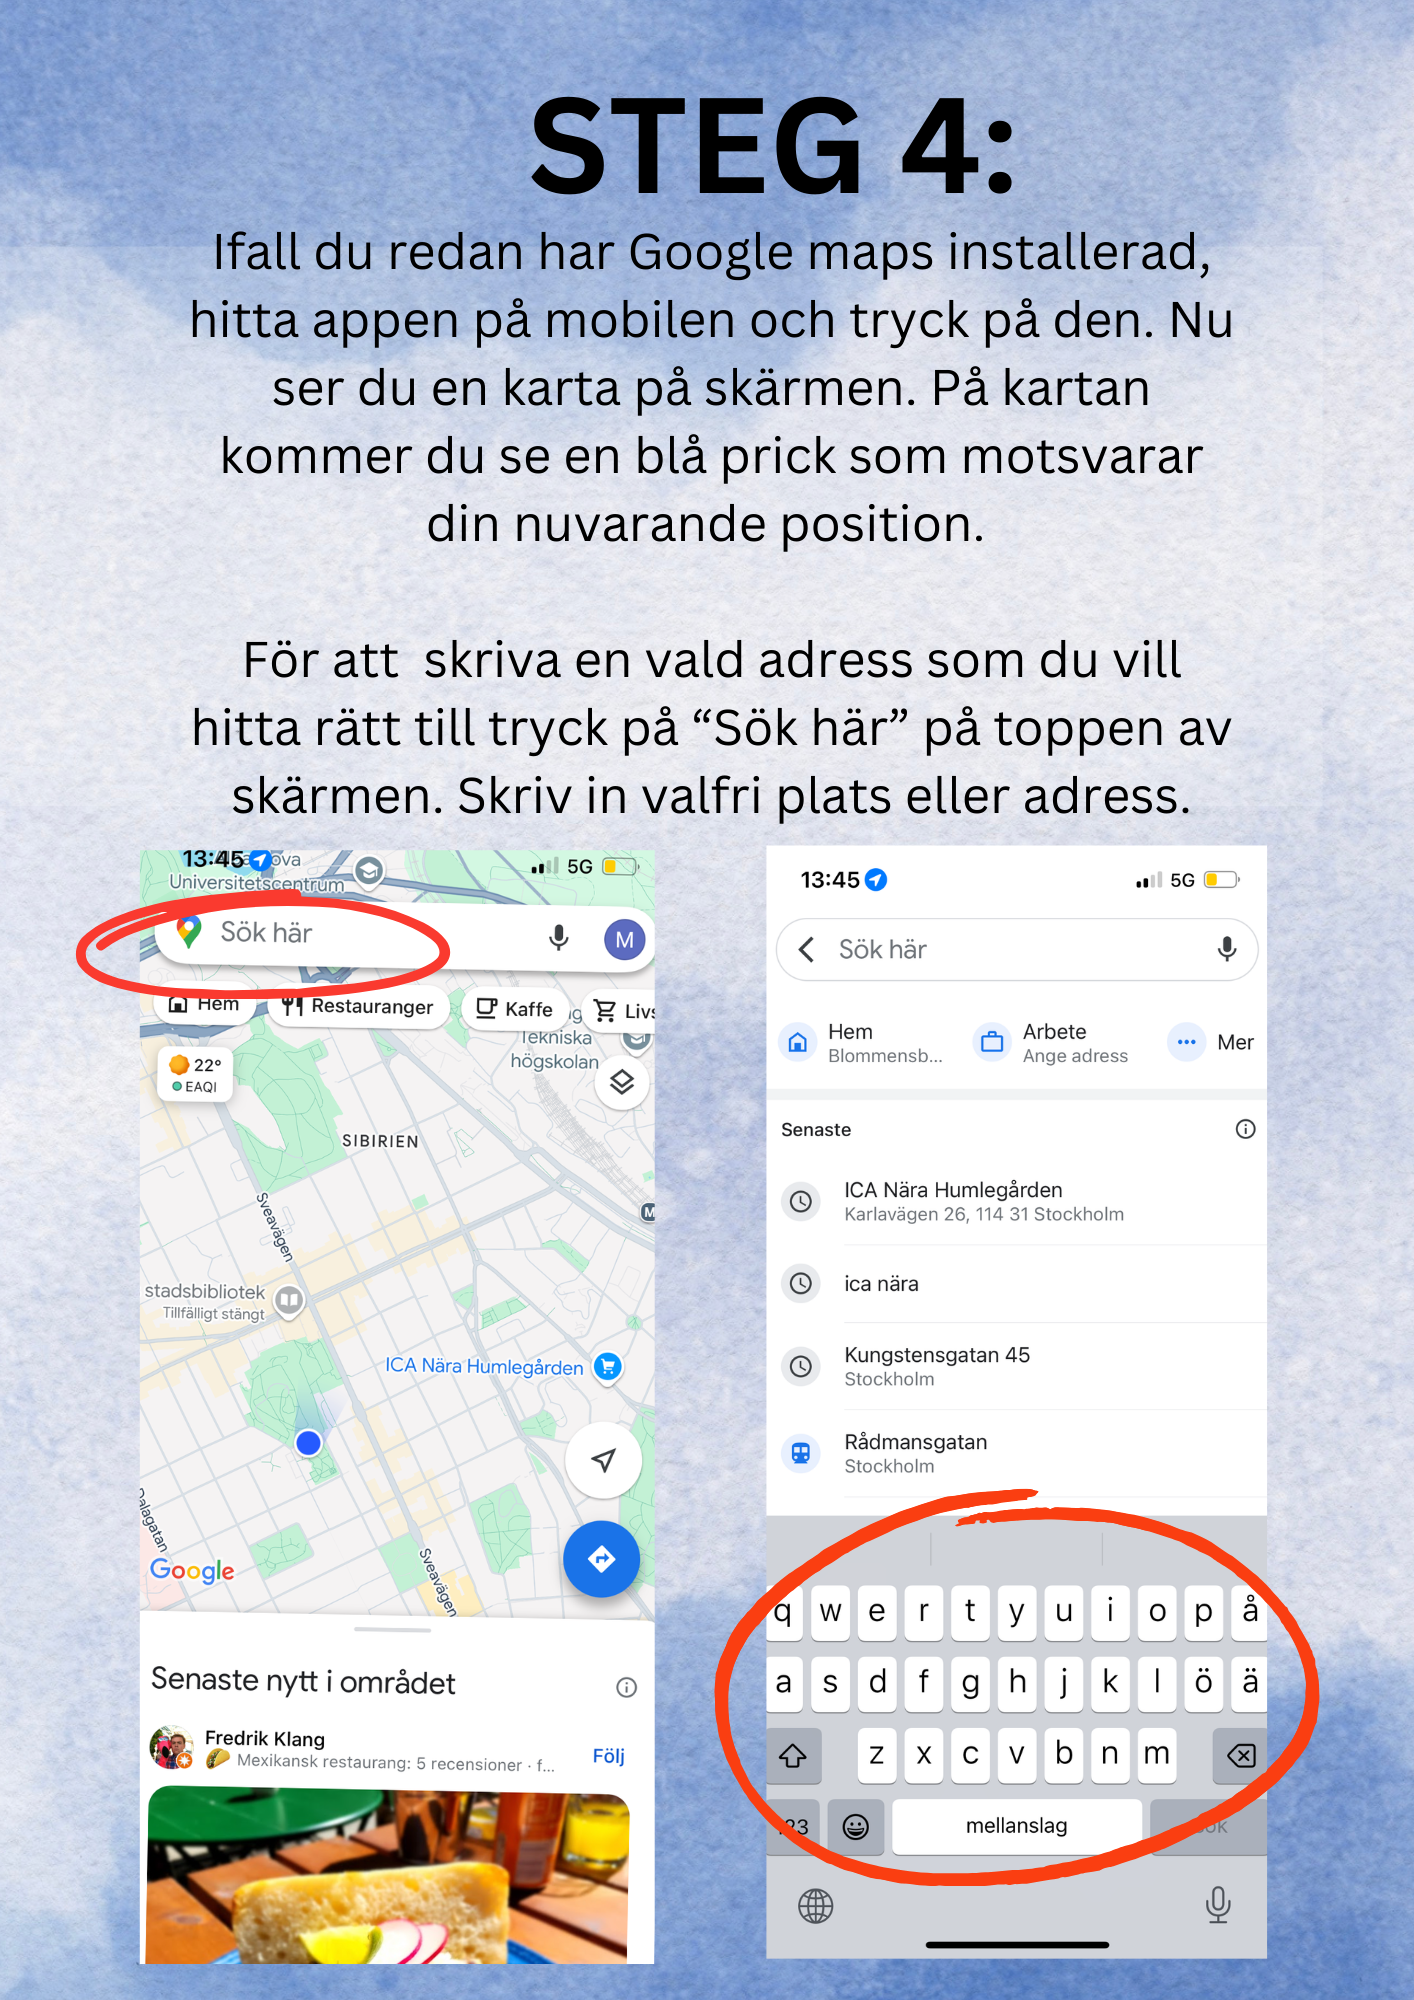 STEG 4:
Ifall du redan har Google maps installerad,
hitta appen på mobilen och tryck på den. Nu
ser du en karta på skärmen. På kartan
kommer du se en blå prick som motsvarar
din nuvarande position.
För att  skriva en vald adress som du vill
hitta rätt till tryck på “Sök här” på toppen av
skärmen. Skriv in valfri plats eller adress.
13:45
5G
Universitetscentrum
Sök här
M
Hem
Restauranger
Kaffe
Tekniska
högskolan
22°
EAQI
SIBIRIEN
M
Sveavägen
stadsbibliotek
Tillfälligt stängt
ICA Nära Humlegården
Dalagatan
Google
Sveavägen
Senaste nytt i området
Fredrik Klang
Mexikansk restaurang: 5 recensioner · f...
Följ
13:45
5G
Sök här
Hem
Blommensb...
Arbete
Ange adress
Mer
Senaste
ICA Nära Humlegården
Karlavägen 26, 114 31 Stockholm
ica nära
Kungstensgatan 45
Stockholm
Rådmansgatan
Stockholm
q w e r t y u i o p å
a s d f g h j k l ö ä
z x c v b n m
123
mellanslag